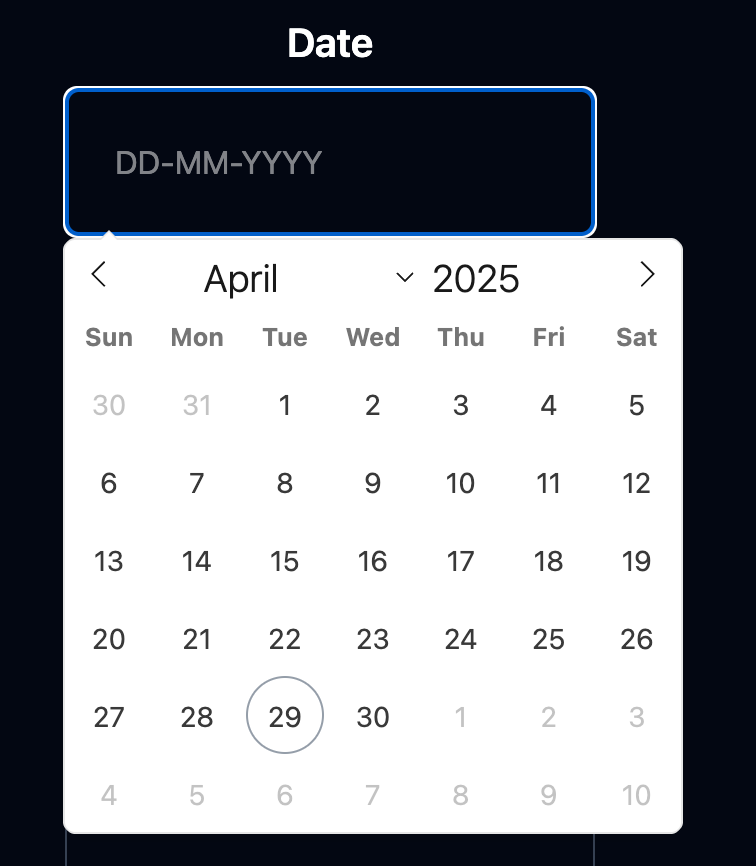 Date
DD-MM-YYYY
April 2025
Sun Mon Tue Wed Thu Fri Sat
30 31 1 2 3 4 5
6 7 8 9 10 11 12
13 14 15 16 17 18 19
20 21 22 23 24 25 26
27 28 29 30 1 2 3
4 5 6 7 8 9 10